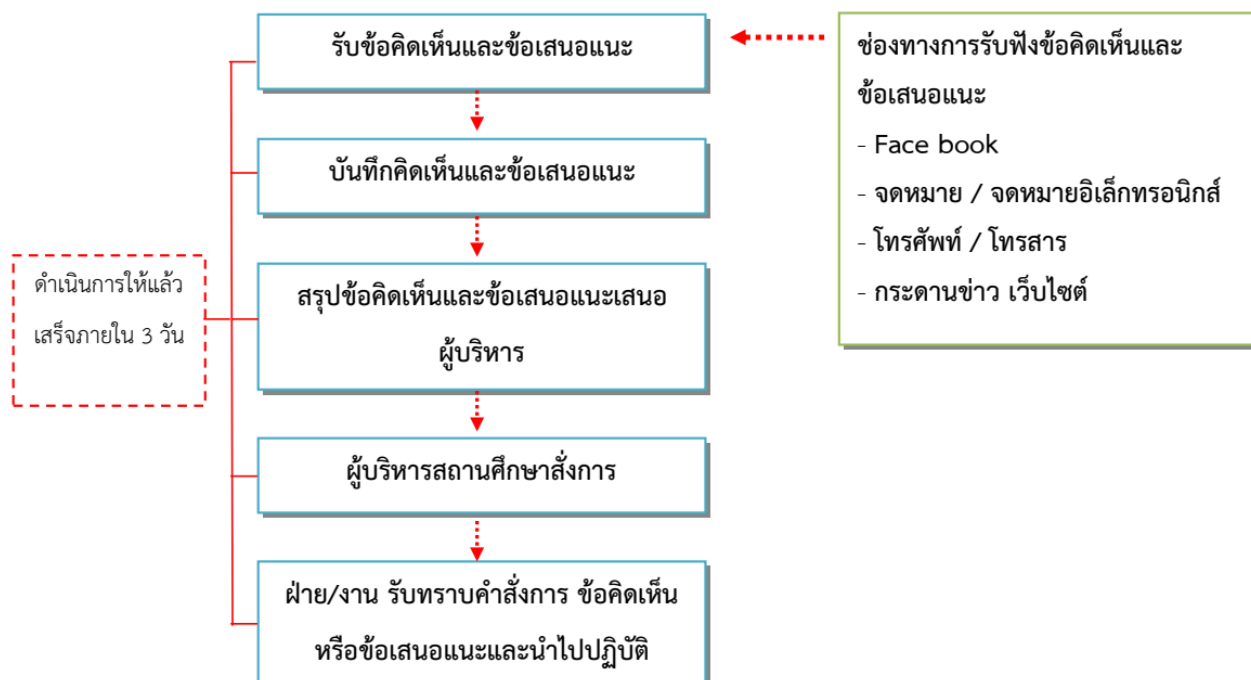 รับข้อคิดเห็นและข้อเสนอแนะ
บันทึกคิดเห็นและข้อเสนอแนะ
สรุปข้อคิดเห็นและข้อเสนอแนะเสนอ
ผู้บริหาร
ผู้บริหารสถานศึกษาสั่งการ
ฝ่าย/งาน รับทราบคำสั่งการ ข้อคิดเห็น
หรือข้อเสนอแนะและนำไปปฏิบัติ
ดำเนินการให้แล้ว
เสร็จภายใน 3 วัน
ช่องทางการรับฟังข้อคิดเห็นและ
ข้อเสนอแนะ
- Face book
- จดหมาย / จดหมายอิเล็กทรอนิกส์
- โทรศัพท์ / โทรสาร
- กระดานข่าว เว็บไซต์